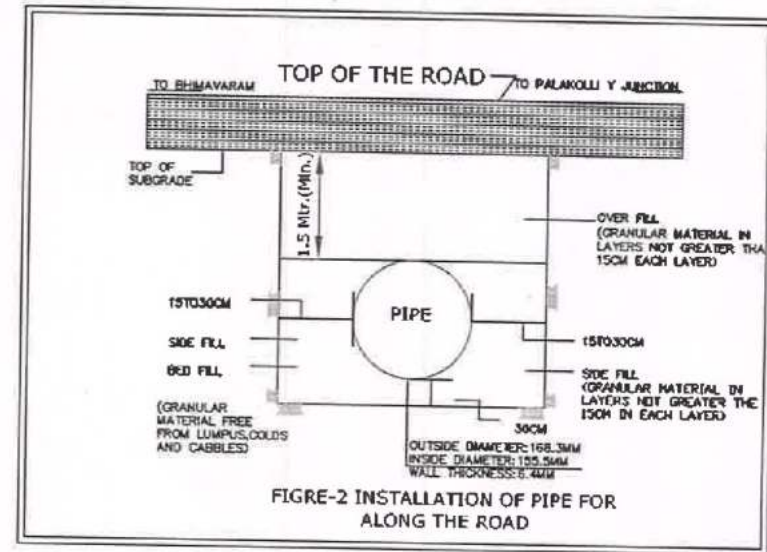 TOP OF THE ROAD
TO BHIMAVARAM
TO PALAKOLLU Y JUNCTION
TOP OF
SUBGRADE
1.5 Mtr.(Min.)
OVER FILL
(GRANULAR MATERIAL IN
LAYERS NOT GREATER THA
15CM EACH LAYER)
15TO30CM
PIPE
SIDE FILL
BED FILL
15TO30CM
SIDE FILL
(GRANULAR MATERIAL IN
LAYERS NOT GREATER THE
15CM IN EACH LAYER)
(GRANULAR
MATERIAL FREE
FROM LUMPUS,COLDS
AND CABBLES)
30CM
OUTSIDE DIAMETER:168.3MM
INSIDE DIAMETER:155.5MM
WALL THICKNESS:6.4MM
FIGRE-2 INSTALLATION OF PIPE FOR
ALONG THE ROAD